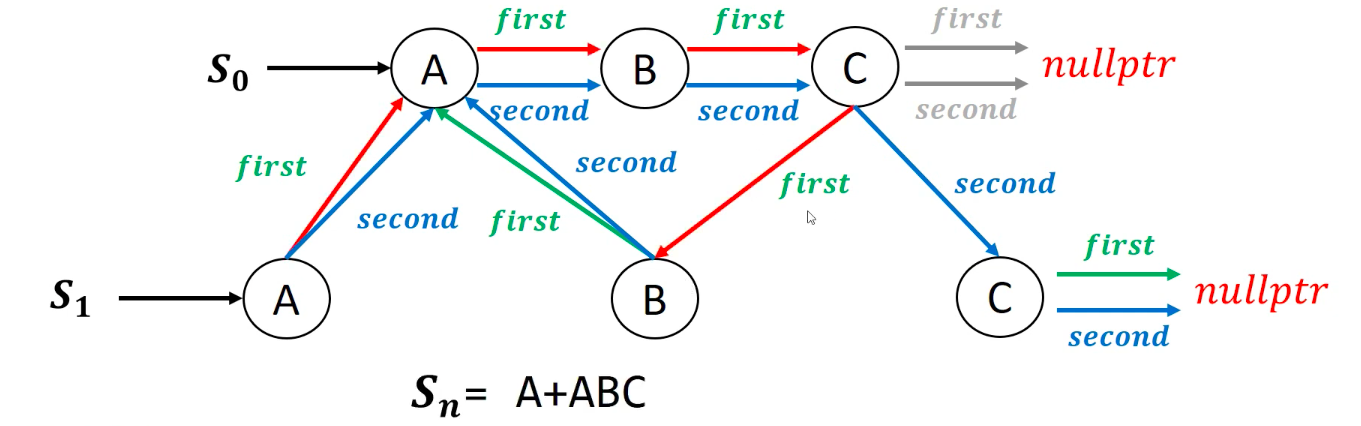 first first first
S₀ A B C nullptr
second second second
first second second first second
first
first
S₁ A B C nullptr
second
Sₙ= A+ABC